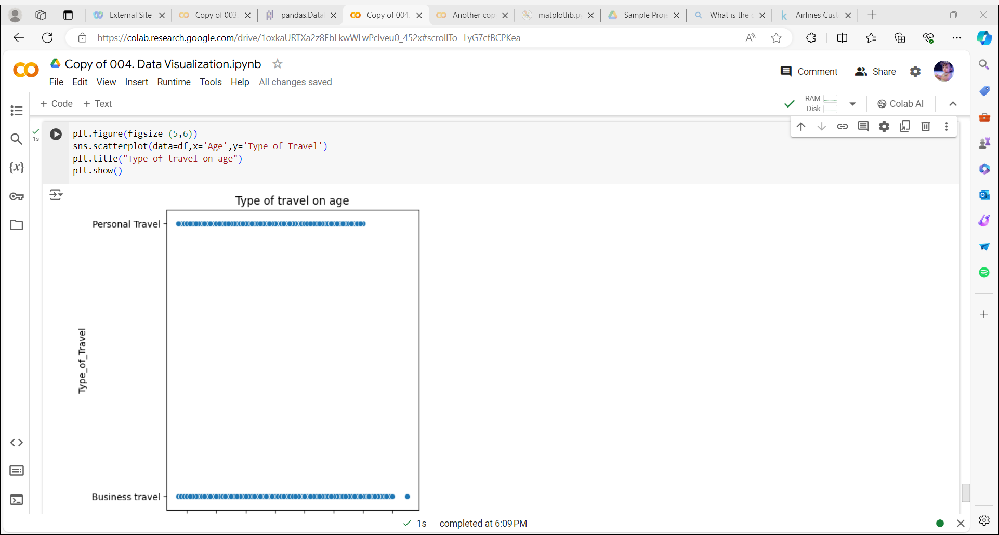 External Site
Copy of 003.
pandas.Data
Copy of 004.
Another cop
matplotlib.p
Sample Proj
What is the
Airlines Cust
https://colab.research.google.com/drive/1oxkaURTXa2z8EbLkwWLwPcIveu0_452x#scrollTo=LyG7cfBCPKea
Copy of 004. Data Visualization.ipynb
Comment
Share
File Edit View Insert Runtime Tools Help All changes saved
+ Code + Text
RAM
Disk
Colab AI
1s
plt.figure(figsize=(5,6))
sns.scatterplot(data=df,x='Age',y='Type_of_Travel')
plt.title("Type of travel on age")
plt.show()
Type of travel on age
Personal Travel
Type_of_Travel
Business travel
1s completed at 6:09 PM